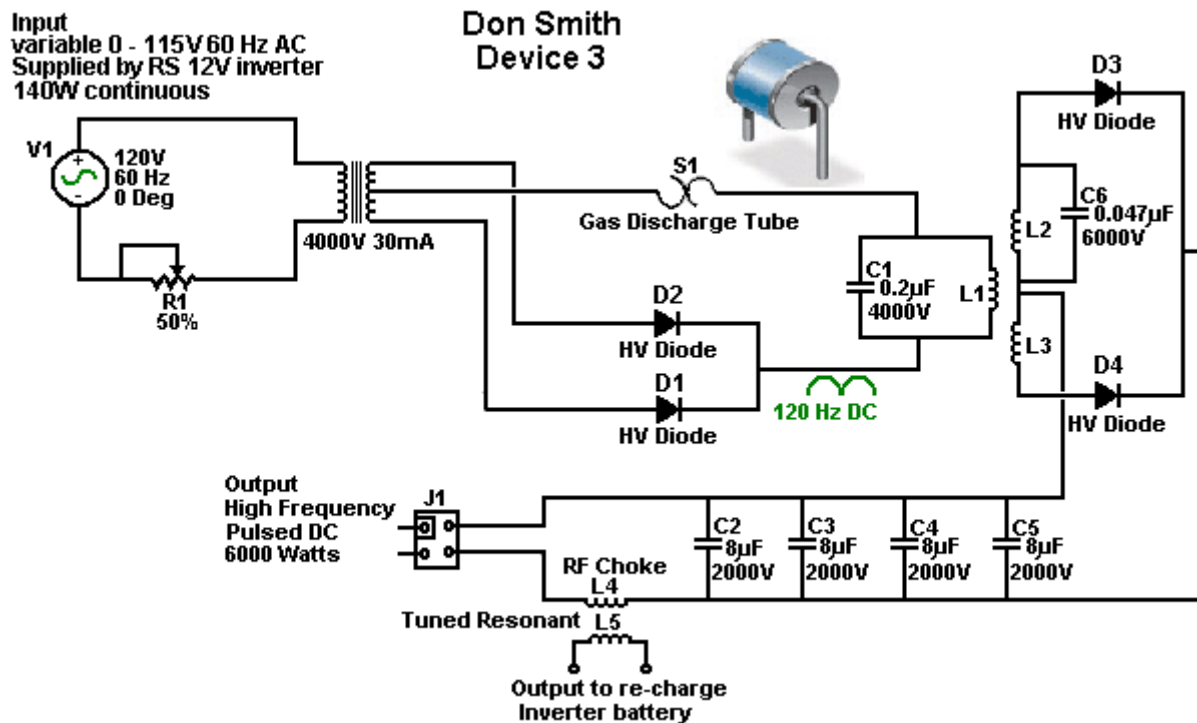 Input
variable 0 - 115V 60 Hz AC
Supplied by RS 12V inverter
140W continuous
Don Smith
Device 3
V1
+
-
120V
60 Hz
0 Deg
R1
50%
4000V 30mA
S1
Gas Discharge Tube
D2
HV Diode
D1
HV Diode
120 Hz DC
C1
0.2µF
4000V
L1
L2
L3
C6
0.047µF
6000V
D3
HV Diode
D4
HV Diode
Output
High Frequency
Pulsed DC
6000 Watts
J1
RF Choke
L4
Tuned Resonant
L5
Output to re-charge
Inverter battery
C2
8µF
2000V
C3
8µF
2000V
C4
8µF
2000V
C5
8µF
2000V